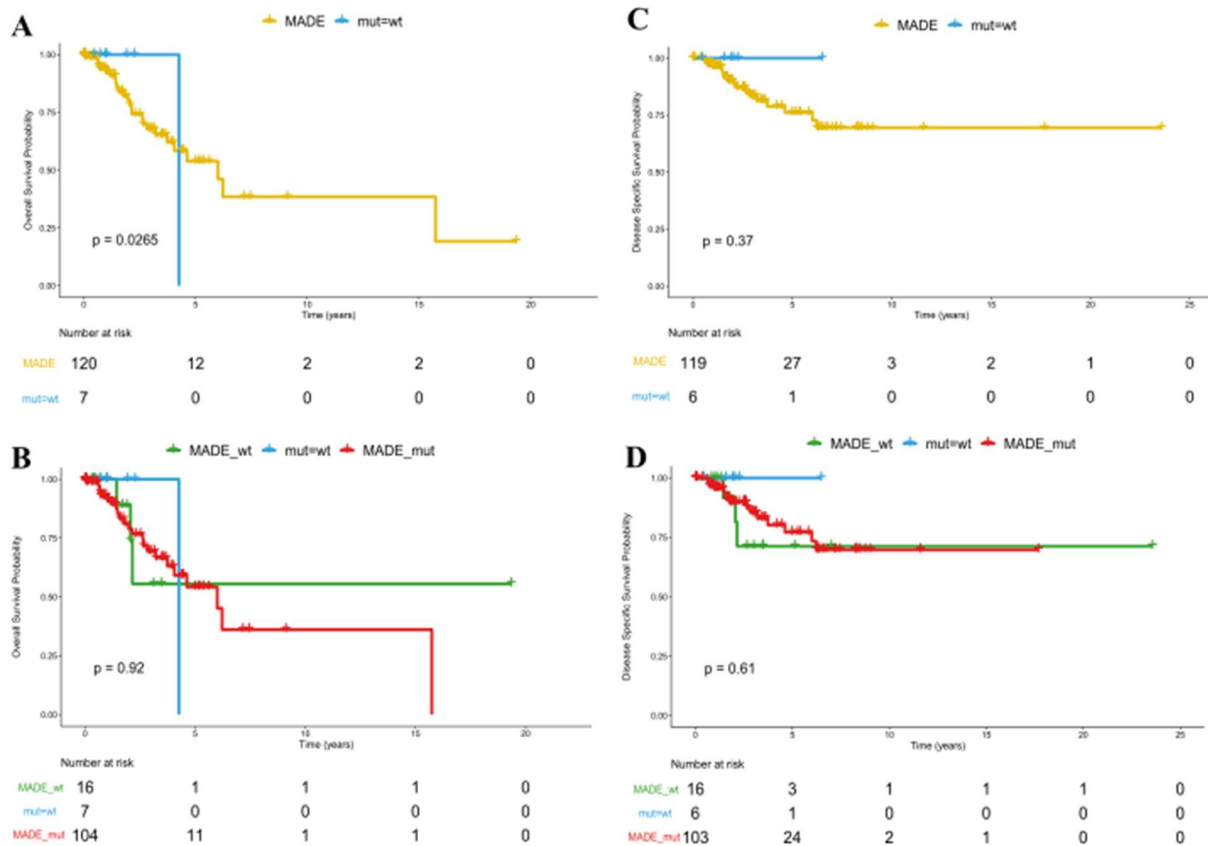 A
MADE mut=wt
Overall Survival Probability
1.00
0.75
0.50
0.25
0.00
p = 0.0265
0 5 10 15 20
Time (years)
Number at risk
MADE 120 12 2 2 0
mut=wt 7 0 0 0 0
C
MADE mut=wt
Disease Specific Survival Probability
1.00
0.75
0.50
0.25
0.00
p = 0.37
0 5 10 15 20 25
Time (years)
Number at risk
MADE 119 27 3 2 1 0
mut=wt 6 1 0 0 0 0
B
MADE_wt mut=wt MADE_mut
Overall Survival Probability
1.00
0.75
0.50
0.25
0.00
p = 0.92
0 5 10 15 20
Time (years)
Number at risk
MADE_wt 16 1 1 1 0
mut=wt 7 0 0 0 0
MADE_mut 104 11 1 1 0
D
MADE_wt mut=wt MADE_mut
Disease Specific Survival Probability
1.00
0.75
0.50
0.25
0.00
p = 0.61
0 5 10 15 20 25
Time (years)
Number at risk
MADE_wt 16 3 1 1 1 0
mut=wt 6 1 0 0 0 0
MADE_mut 103 24 2 1 0 0